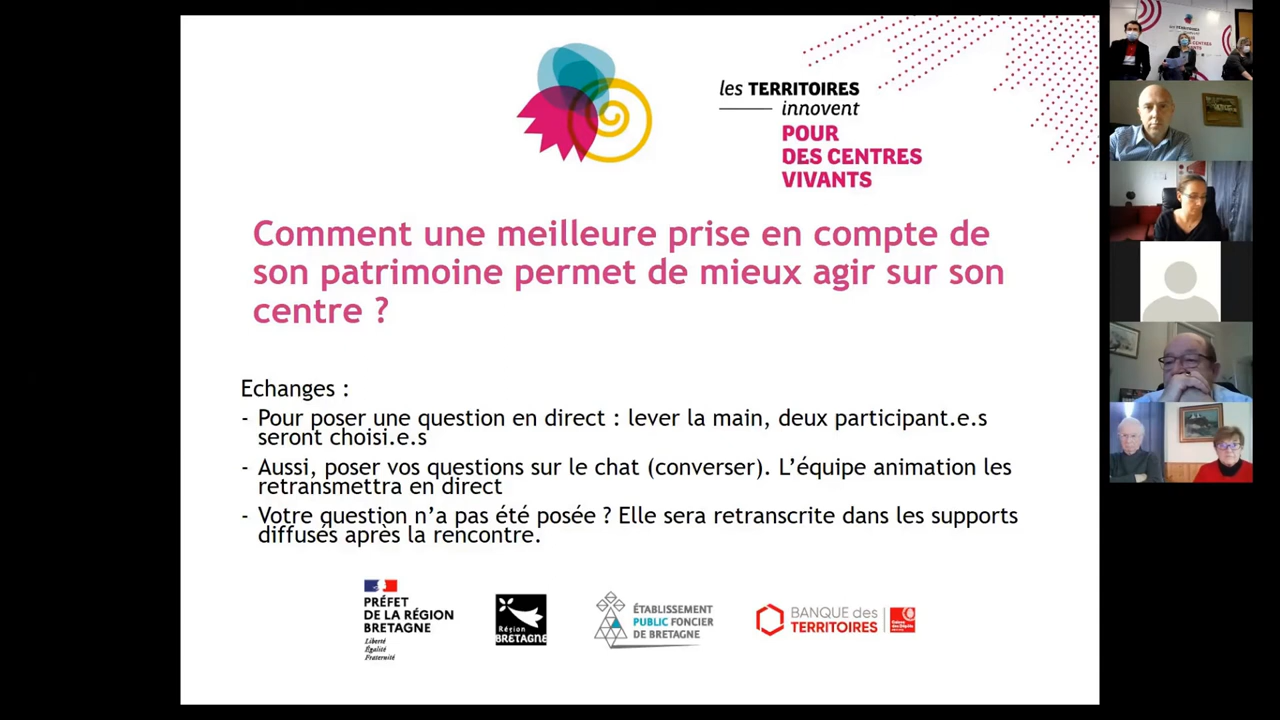 les TERRITOIRES
innovent
POUR
DES CENTRES
VIVANTS
Comment une meilleure prise en compte de
son patrimoine permet de mieux agir sur son
centre ?
Echanges :
- Pour poser une question en direct : lever la main, deux participant.e.s
seront choisi.e.s
- Aussi, poser vos questions sur le chat (converser). L’équipe animation les
retransmettra en direct
- Votre question n’a pas été posée ? Elle sera retranscrite dans les supports
diffusés après la rencontre.
PRÉFET
DE LA RÉGION
BRETAGNE
Liberté
Égalité
Fraternité
Région
BRETAGNE
ÉTABLISSEMENT
PUBLIC FONCIER
DE BRETAGNE
BANQUE des
TERRITOIRES